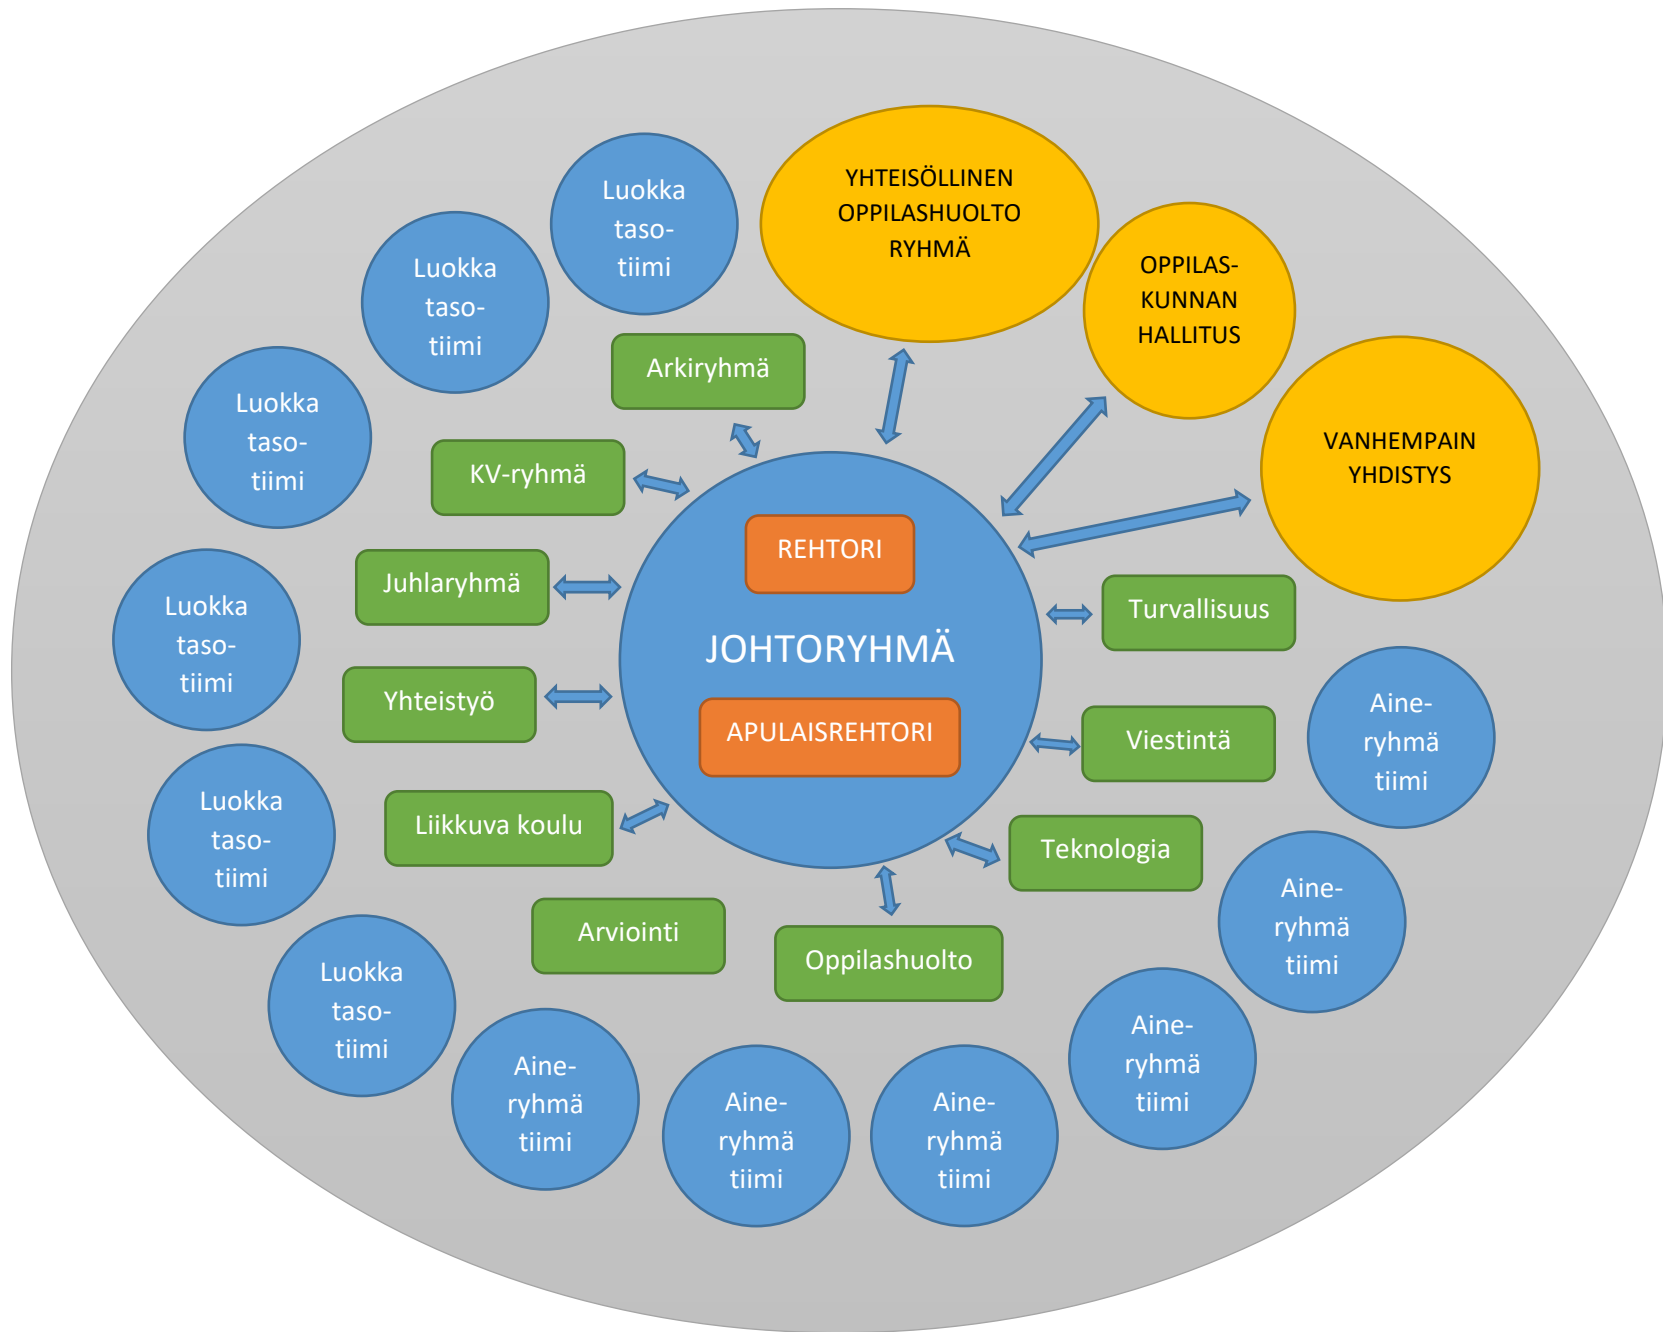 YHTEISÖLLINEN
OPPILASHUOLTO
RYHMÄ
OPPILAS-
KUNNAN
HALLITUS
VANHEMPAIN
YHDISTYS
Luokka
taso-
tiimi
Luokka
taso-
tiimi
Luokka
taso-
tiimi
Luokka
taso-
tiimi
Luokka
taso-
tiimi
Luokka
taso-
tiimi
Arkiryhmä
KV-ryhmä
Juhlaryhmä
Yhteistyö
Liikkuva koulu
Arviointi
Oppilashuolto
Teknologia
Viestintä
Turvallisuus
REHTORI
JOHTORYHMÄ
APULAISREHTORI
Aine-
ryhmä
tiimi
Aine-
ryhmä
tiimi
Aine-
ryhmä
tiimi
Aine-
ryhmä
tiimi
Aine-
ryhmä
tiimi
Aine-
ryhmä
tiimi